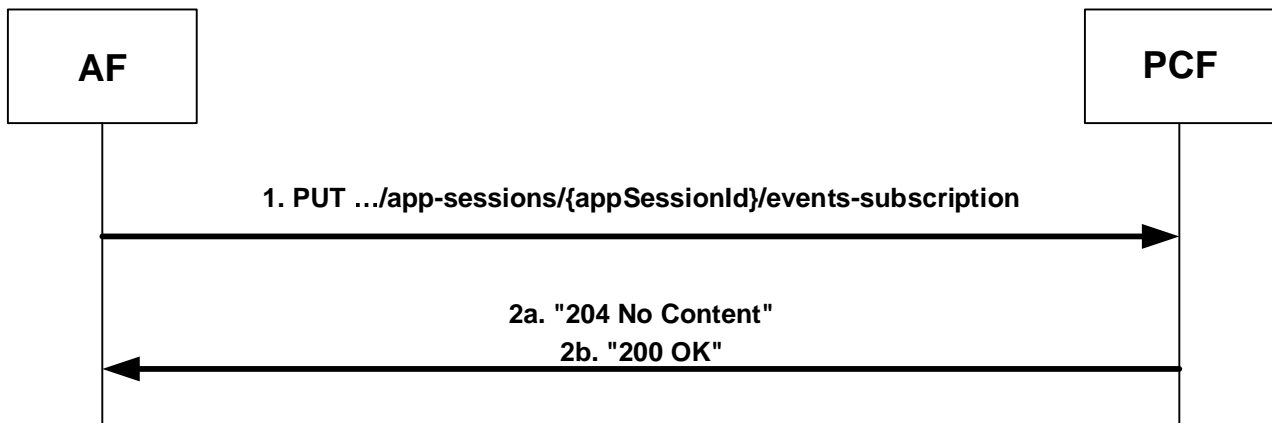 AF
PCF
1. PUT …/app-sessions/{appSessionId}/events-subscription
2a. "204 No Content"
2b. "200 OK"